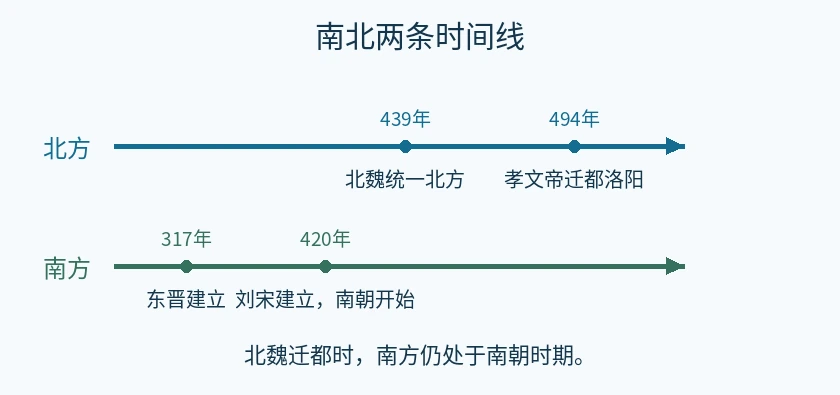 南北两条时间线
439年 494年
北方
北魏统一北方 孝文帝迁都洛阳
317年 420年
南方
东晋建立 刘宋建立，南朝开始
北魏迁都时，南方仍处于南朝时期。